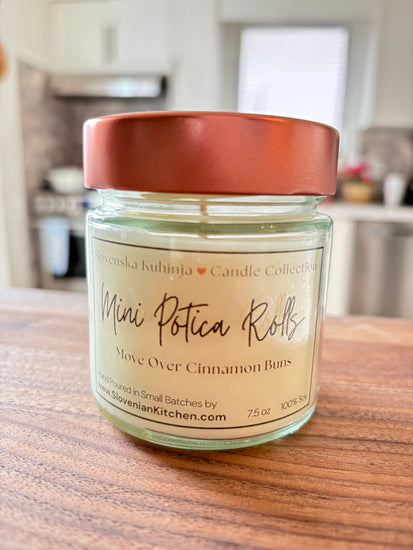 Slovenska Kuhinja ♥ Candle Collection
Mini Potica Rolls
Move Over Cinnamon Buns
Hand Poured in Small Batches by
www.SlovenianKitchen.com
7.5 oz 100% Soy